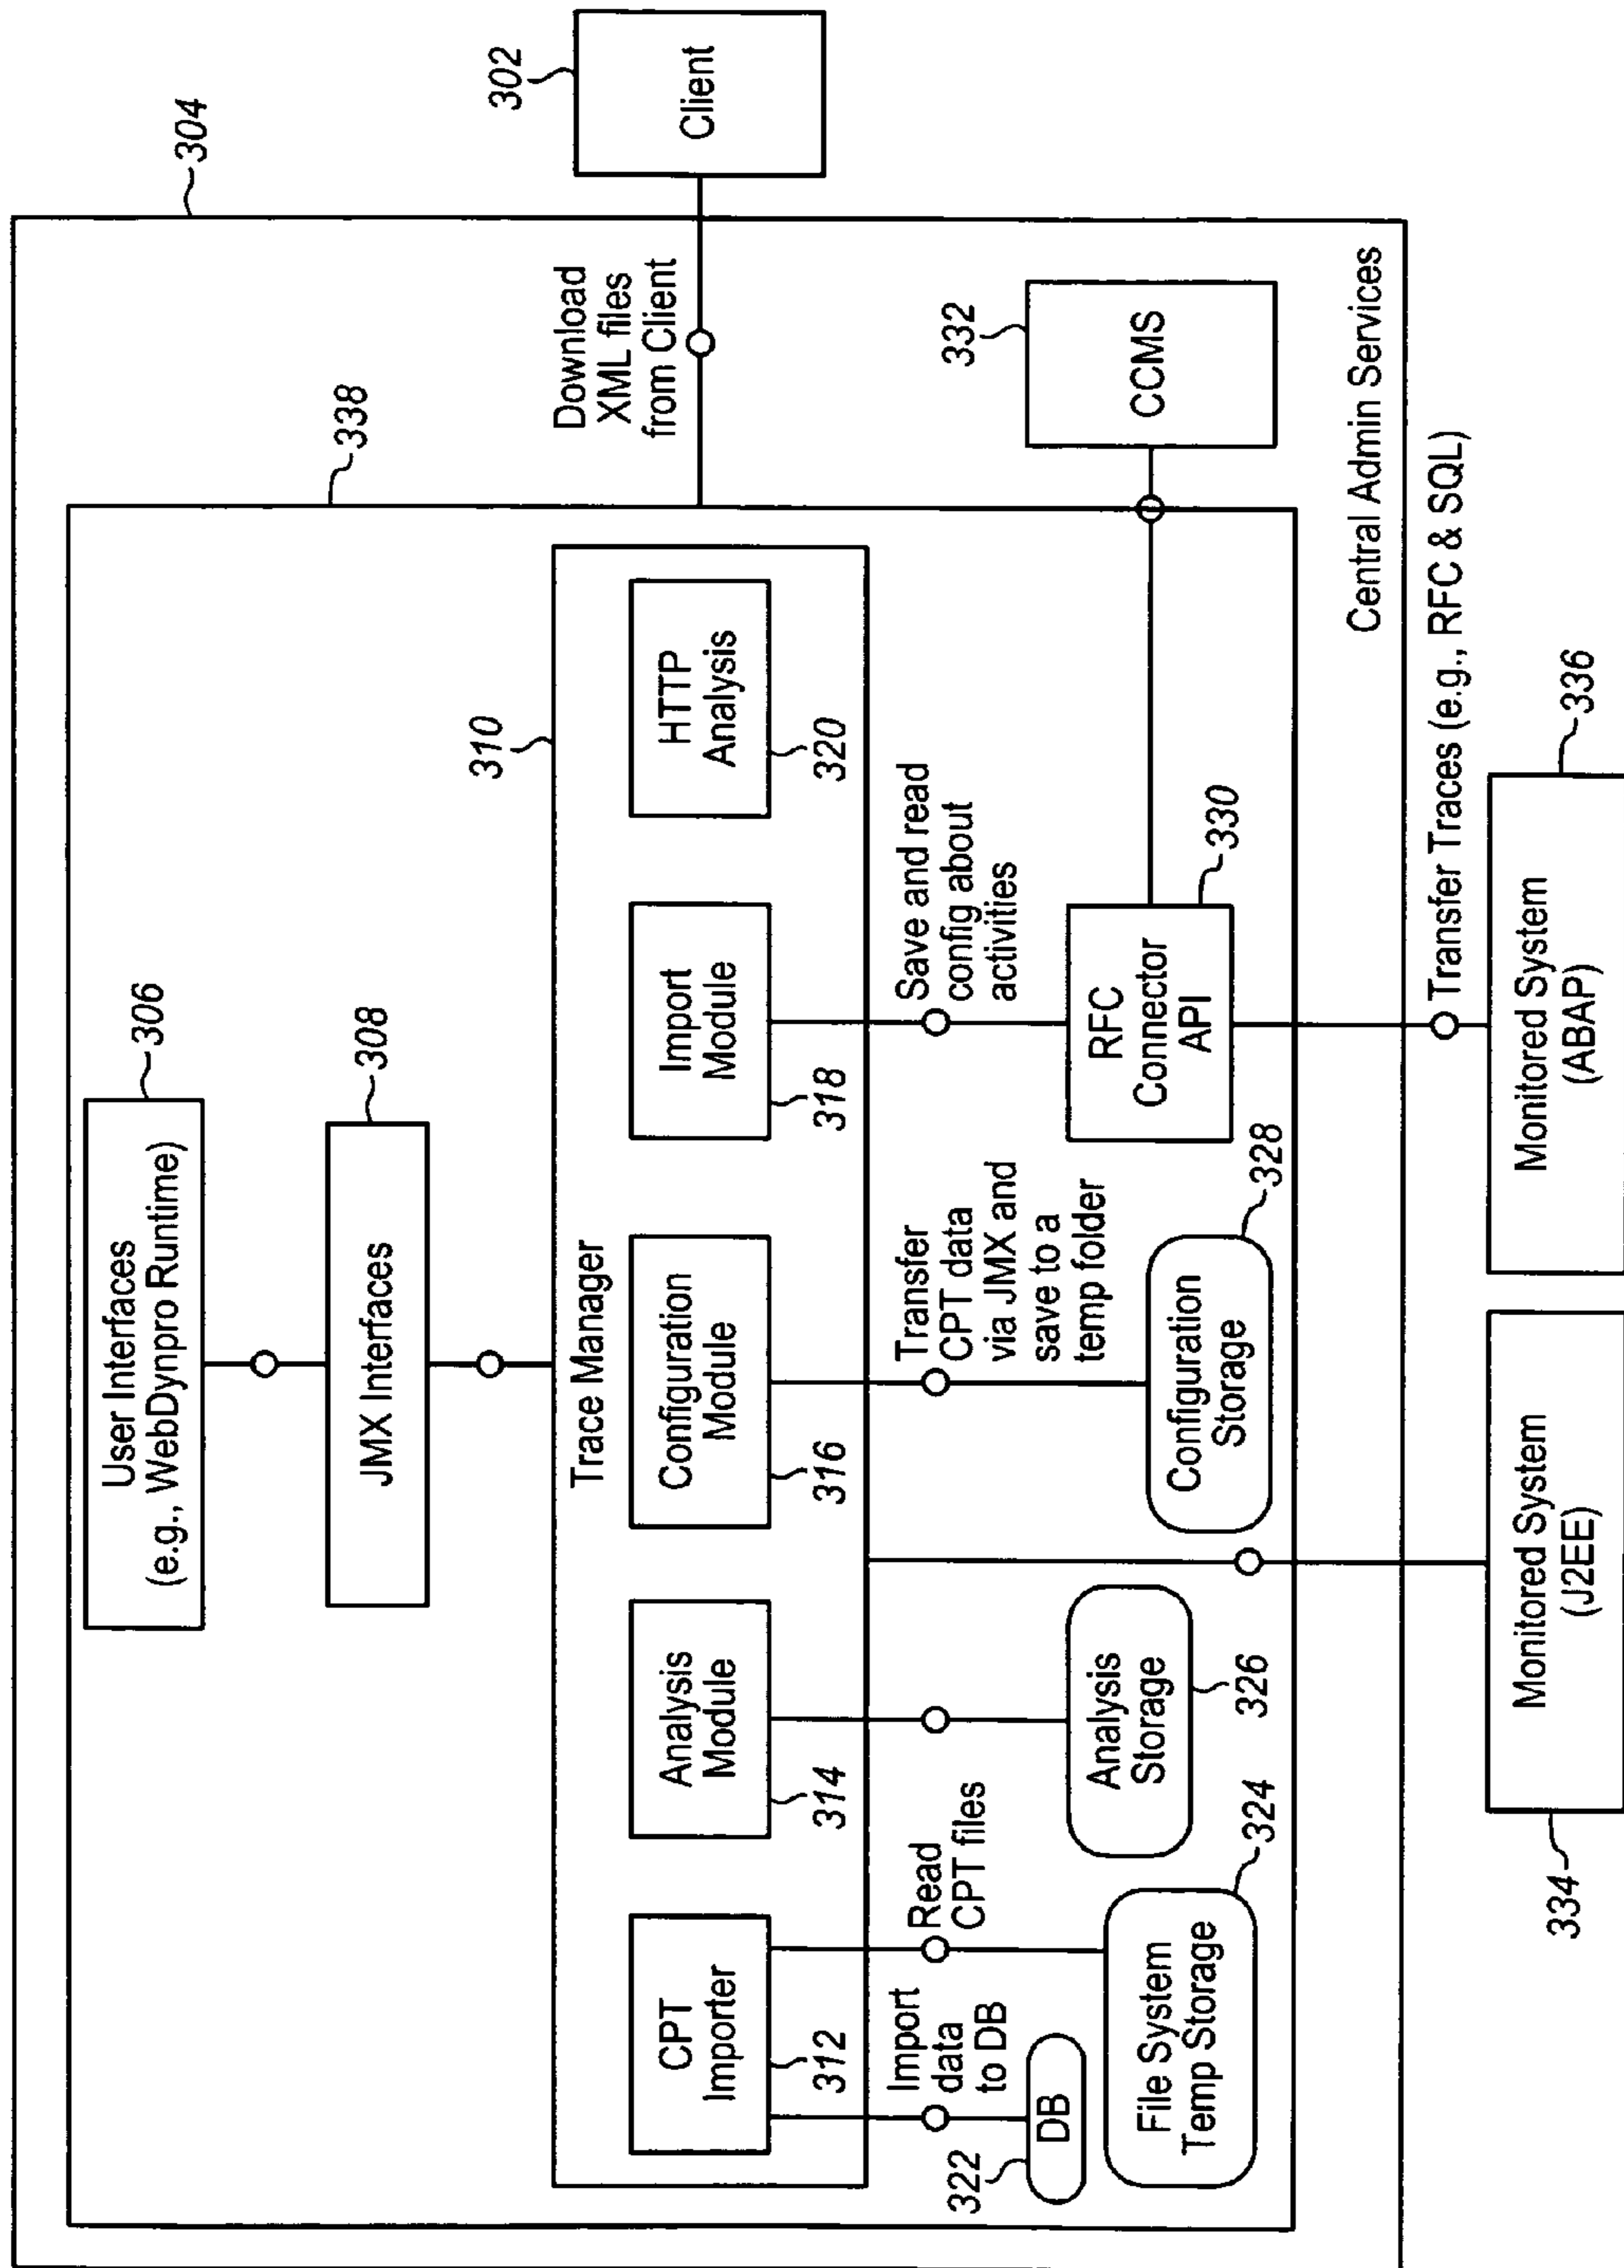 304
338
302
Client
Download
XML files
from Client
User Interfaces
(e.g., WebDynpro Runtime)
306
JMX Interfaces
308
310
Trace Manager
CPT
Importer
312
Analysis
Module
314
Configuration
Module
316
Import
Module
318
HTTP
Analysis
320
Import
data
to DB
Read
CPT files
Transfer
CPT data
via JMX and
save to a
temp folder
Save and read
config about
activities
322
DB
File System
Temp Storage
324
Analysis
Storage
326
Configuration
Storage
328
RFC
Connector
API
330
332
CCMS
Central Admin Services
Transfer Traces (e.g., RFC & SQL)
334
Monitored System
(J2EE)
Monitored System
(ABAP)
336